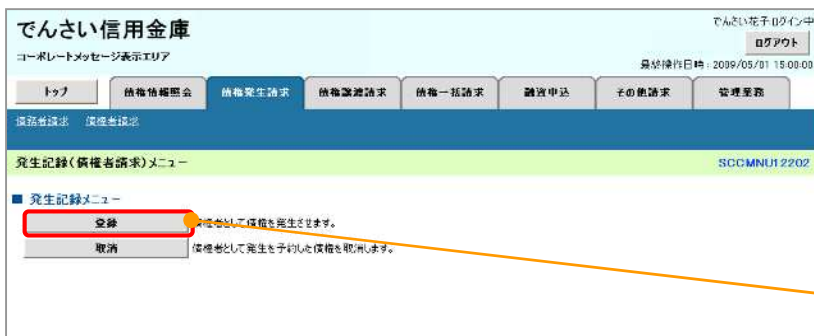 でんさい信用金庫
でんさい花子ログイン中
ログアウト
コーポレートメッセージ表示エリア
最終操作日時：2009/05/01 15:00:00
トップ 債権情報照会 債権発生請求 債権譲渡請求 債権一括請求 融資申込 その他請求 管理業務
債務者請求 債権者請求
発生記録(債権者請求)メニュー SCCMNU12202
■ 発生記録メニュー
登録 債権者として債権を発生させます。
取消 債権者として発生を予約した債権を取消します。